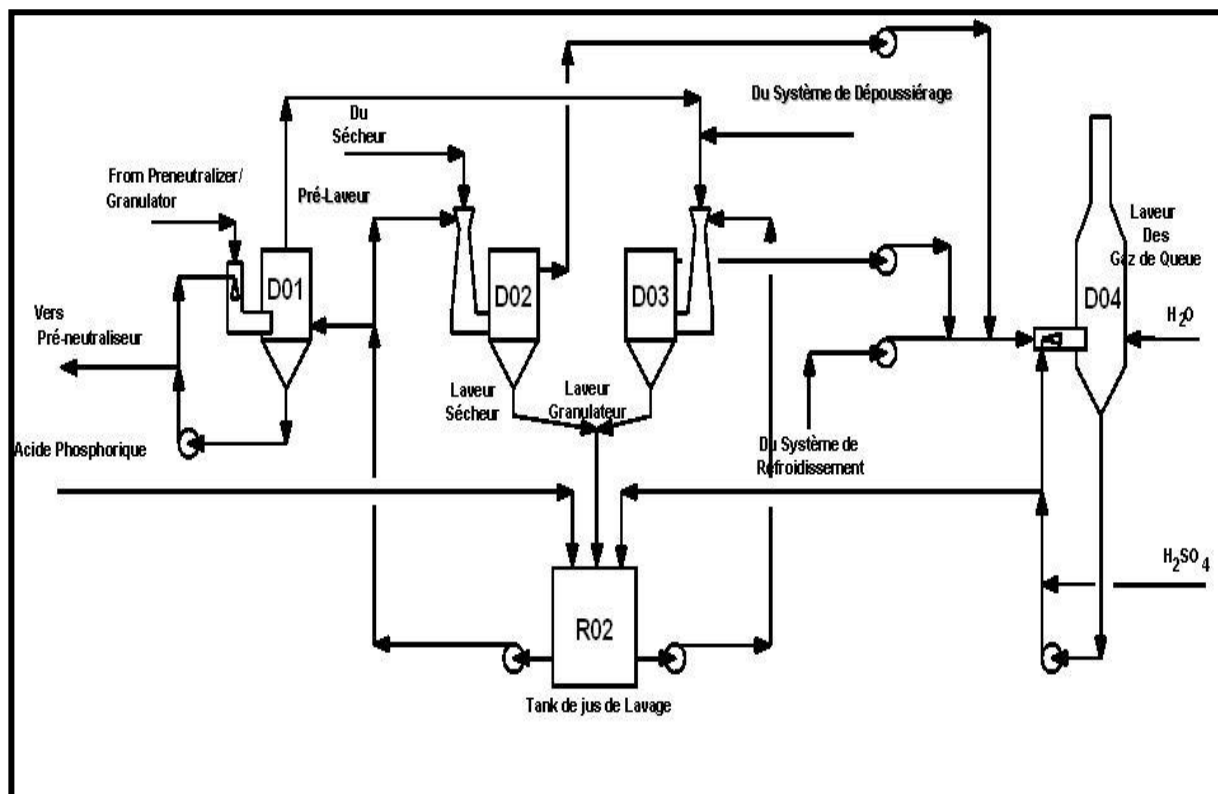 Du Système de Dépoussiérage
Du
Sécheur
From Preneutralizer/
Granulator
Pré-Laveur
Laveur
Des
Gaz de Queue
D01
D02
D03
D04
H₂O
Vers
Pré-neutraliseur
Laveur
Sécheur
Laveur
Granulateur
Acide Phosphorique
Du Système de
Refroidissement
H₂SO₄
R02
Tank de jus de Lavage